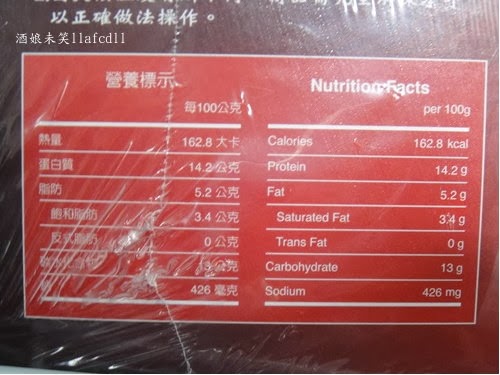 以正確做法操作。
酒娘未笑llafcdll
營養標示
每100公克
熱量 162.8 大卡
蛋白質 14.2 公克
脂肪 5.2 公克
飽和脂肪 3.4 公克
反式脂肪 0 公克
13 公克
426 毫克
Nutrition Facts
per 100g
Calories 162.8 kcal
Protein 14.2 g
Fat 5.2 g
Saturated Fat 3.4 g
Trans Fat 0 g
Carbohydrate 13 g
Sodium 426 mg